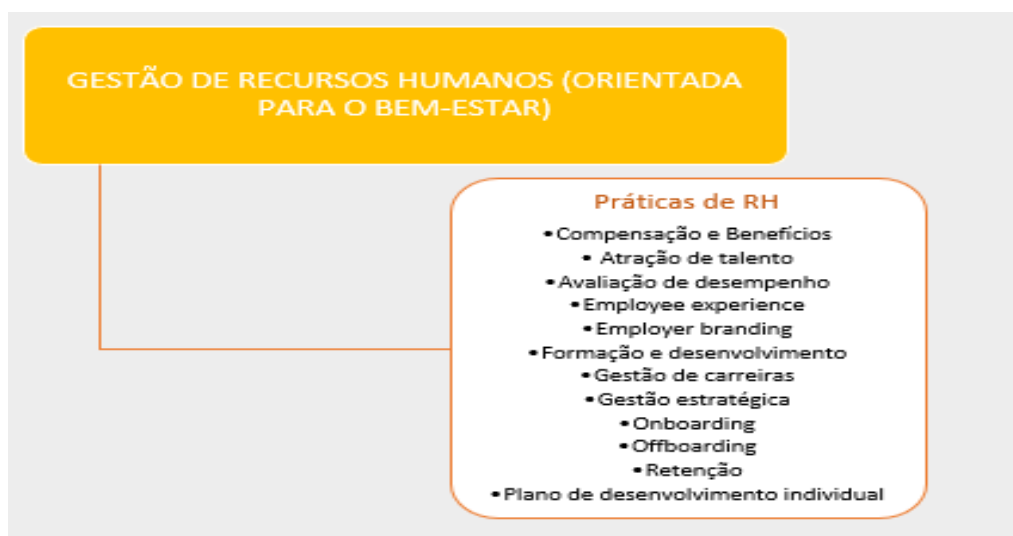 GESTÃO DE RECURSOS HUMANOS (ORIENTADA
PARA O BEM-ESTAR)
Práticas de RH
•Compensação e Benefícios
• Atração de talento
•Avaliação de desempenho
•Employee experience
•Employer branding
•Formação e desenvolvimento
•Gestão de carreiras
•Gestão estratégica
•Onboarding
•Offboarding
•Retenção
•Plano de desenvolvimento individual